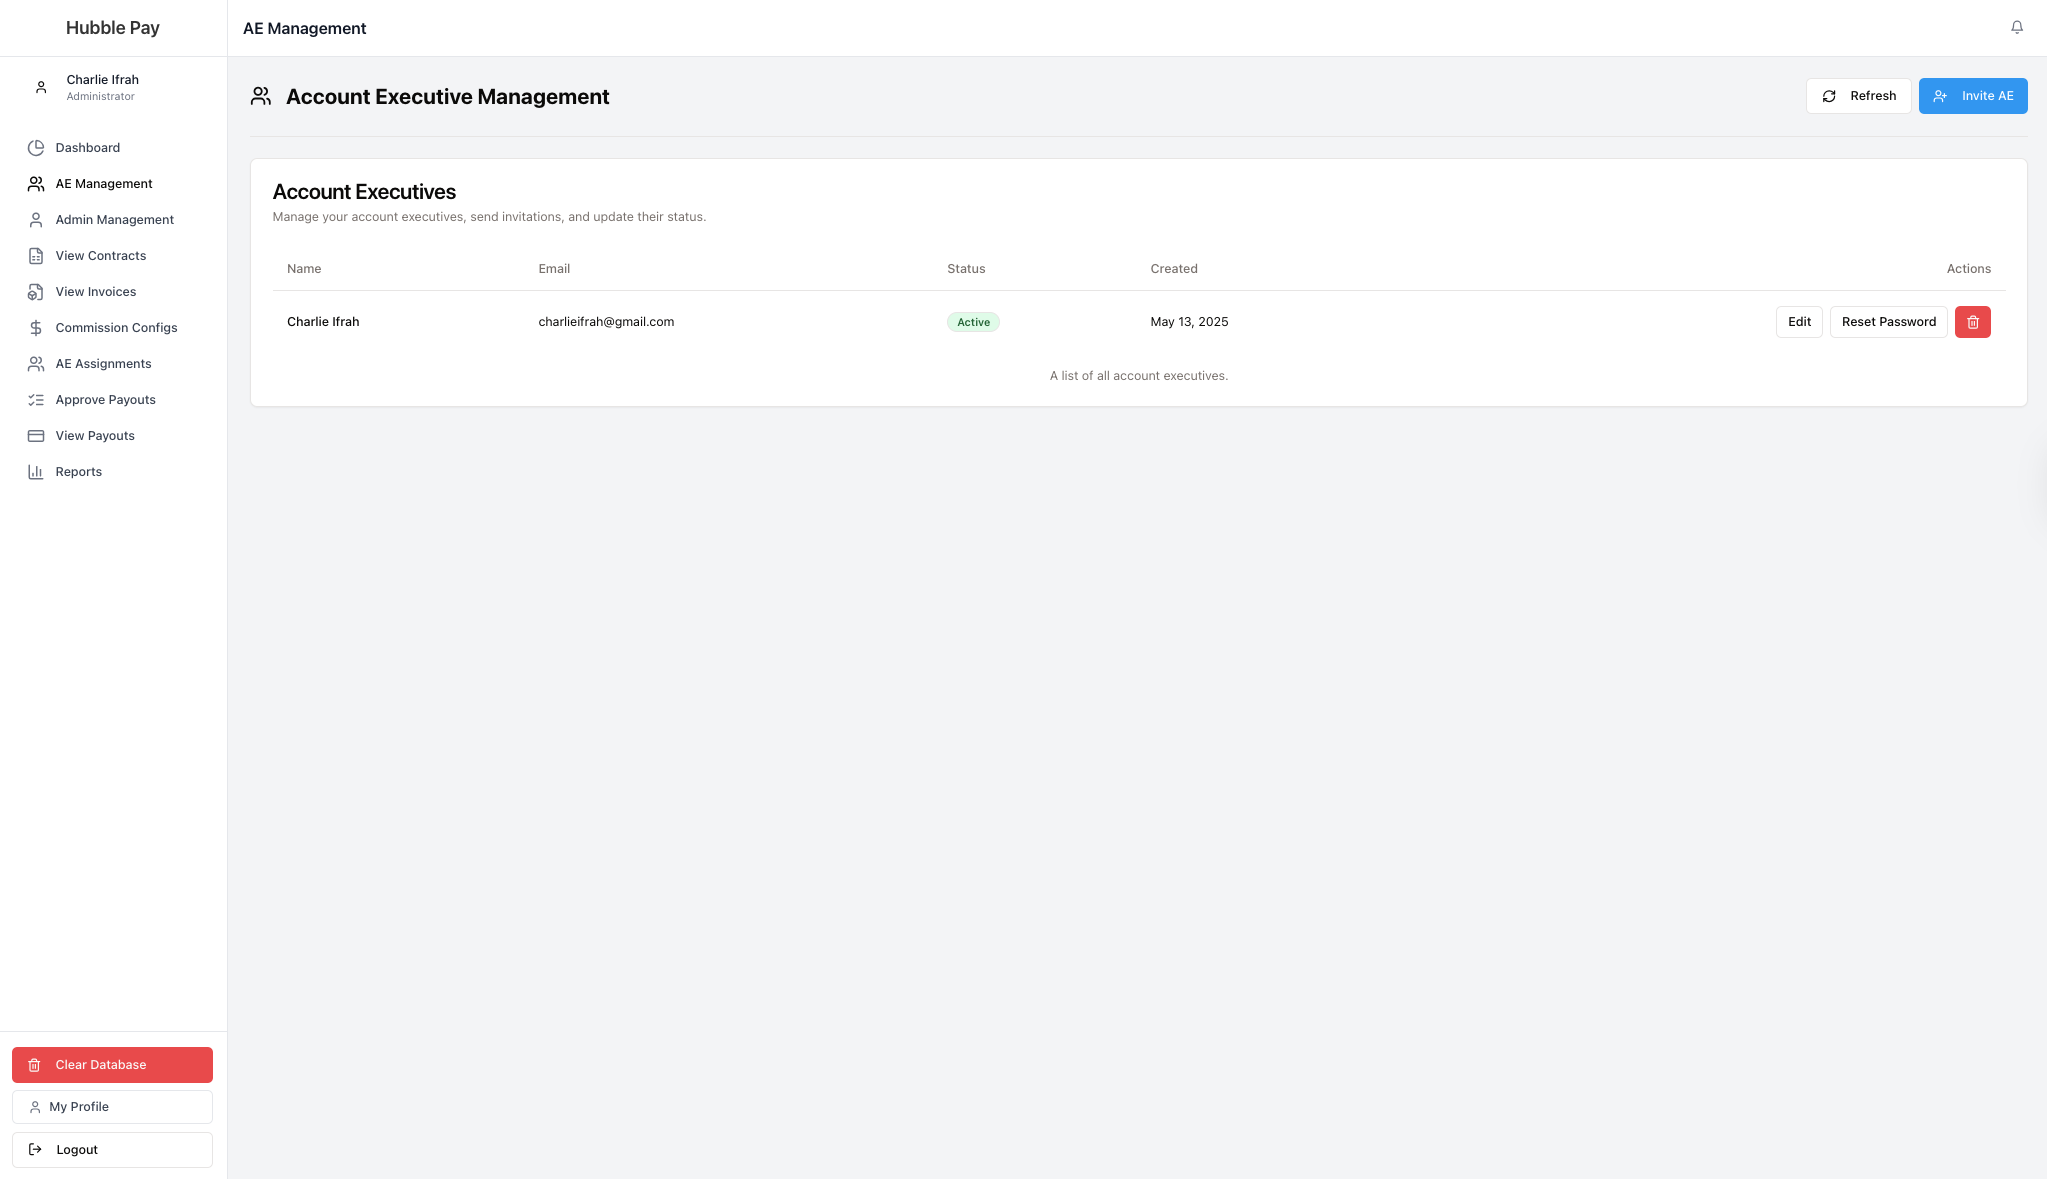 Hubble Pay
AE Management
Charlie Ifrah
Administrator
Dashboard
AE Management
Admin Management
View Contracts
View Invoices
Commission Configs
AE Assignments
Approve Payouts
View Payouts
Reports
Clear Database
My Profile
Logout
Account Executive Management
Refresh
Invite AE
Account Executives
Manage your account executives, send invitations, and update their status.
Name Email Status Created Actions
Charlie Ifrah charlieifrah@gmail.com Active May 13, 2025 Edit Reset Password
A list of all account executives.